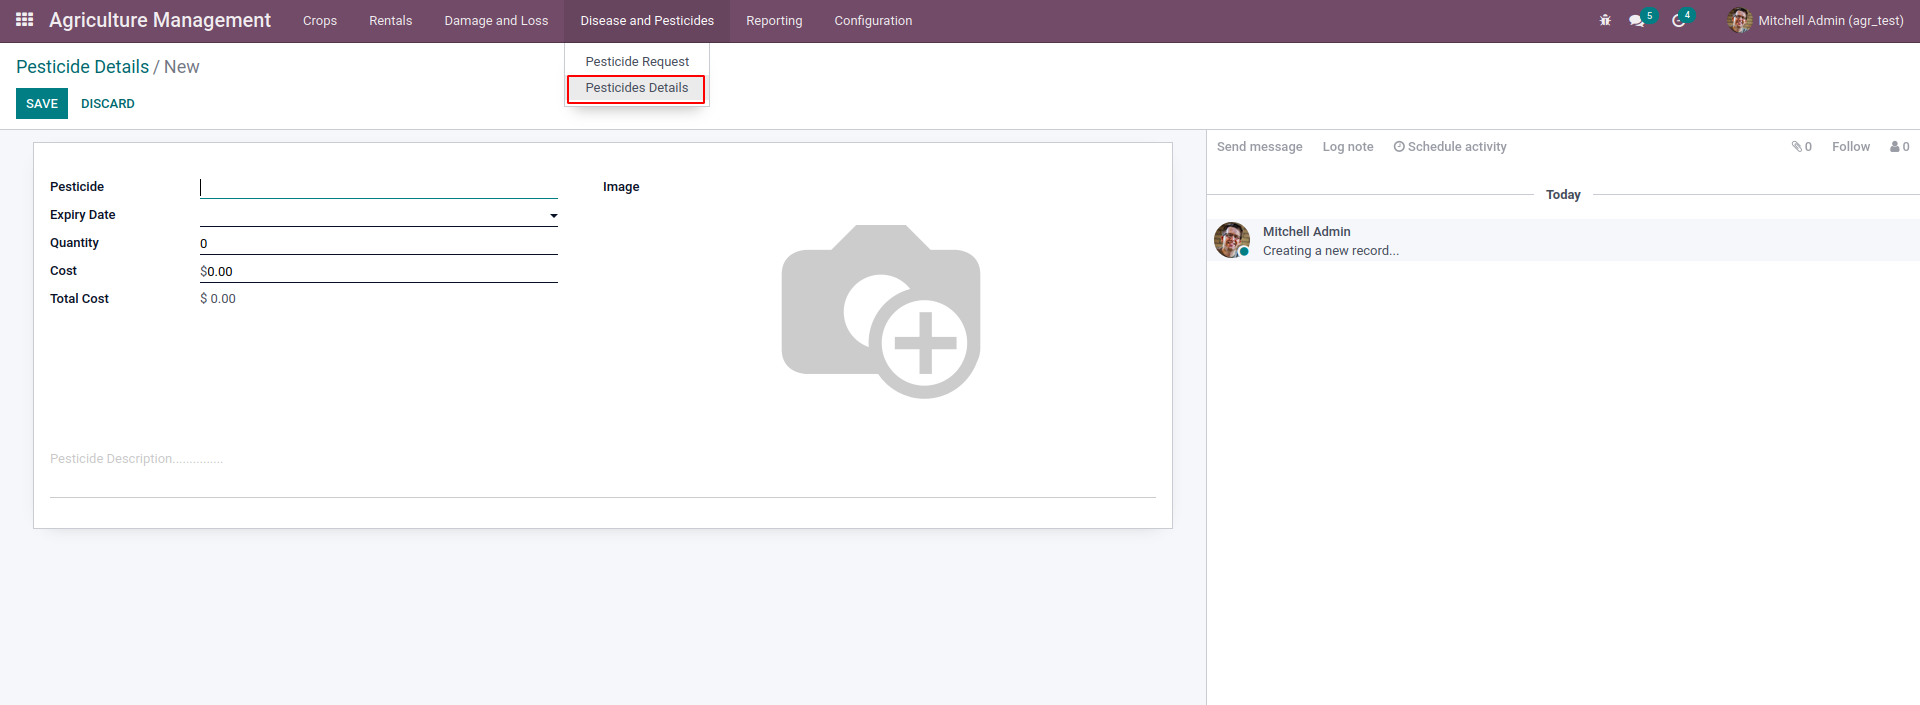 Agriculture Management Crops Rentals Damage and Loss Disease and Pesticides Reporting Configuration 5 4 Mitchell Admin (agr_test)
Pesticide Request
Pesticides Details
Pesticide Details / New
SAVE DISCARD
Pesticide
Expiry Date
Quantity 0
Cost $0.00
Total Cost $ 0.00
Image
Pesticide Description...............
Send message Log note Schedule activity 0 Follow 0
Today
Mitchell Admin
Creating a new record...